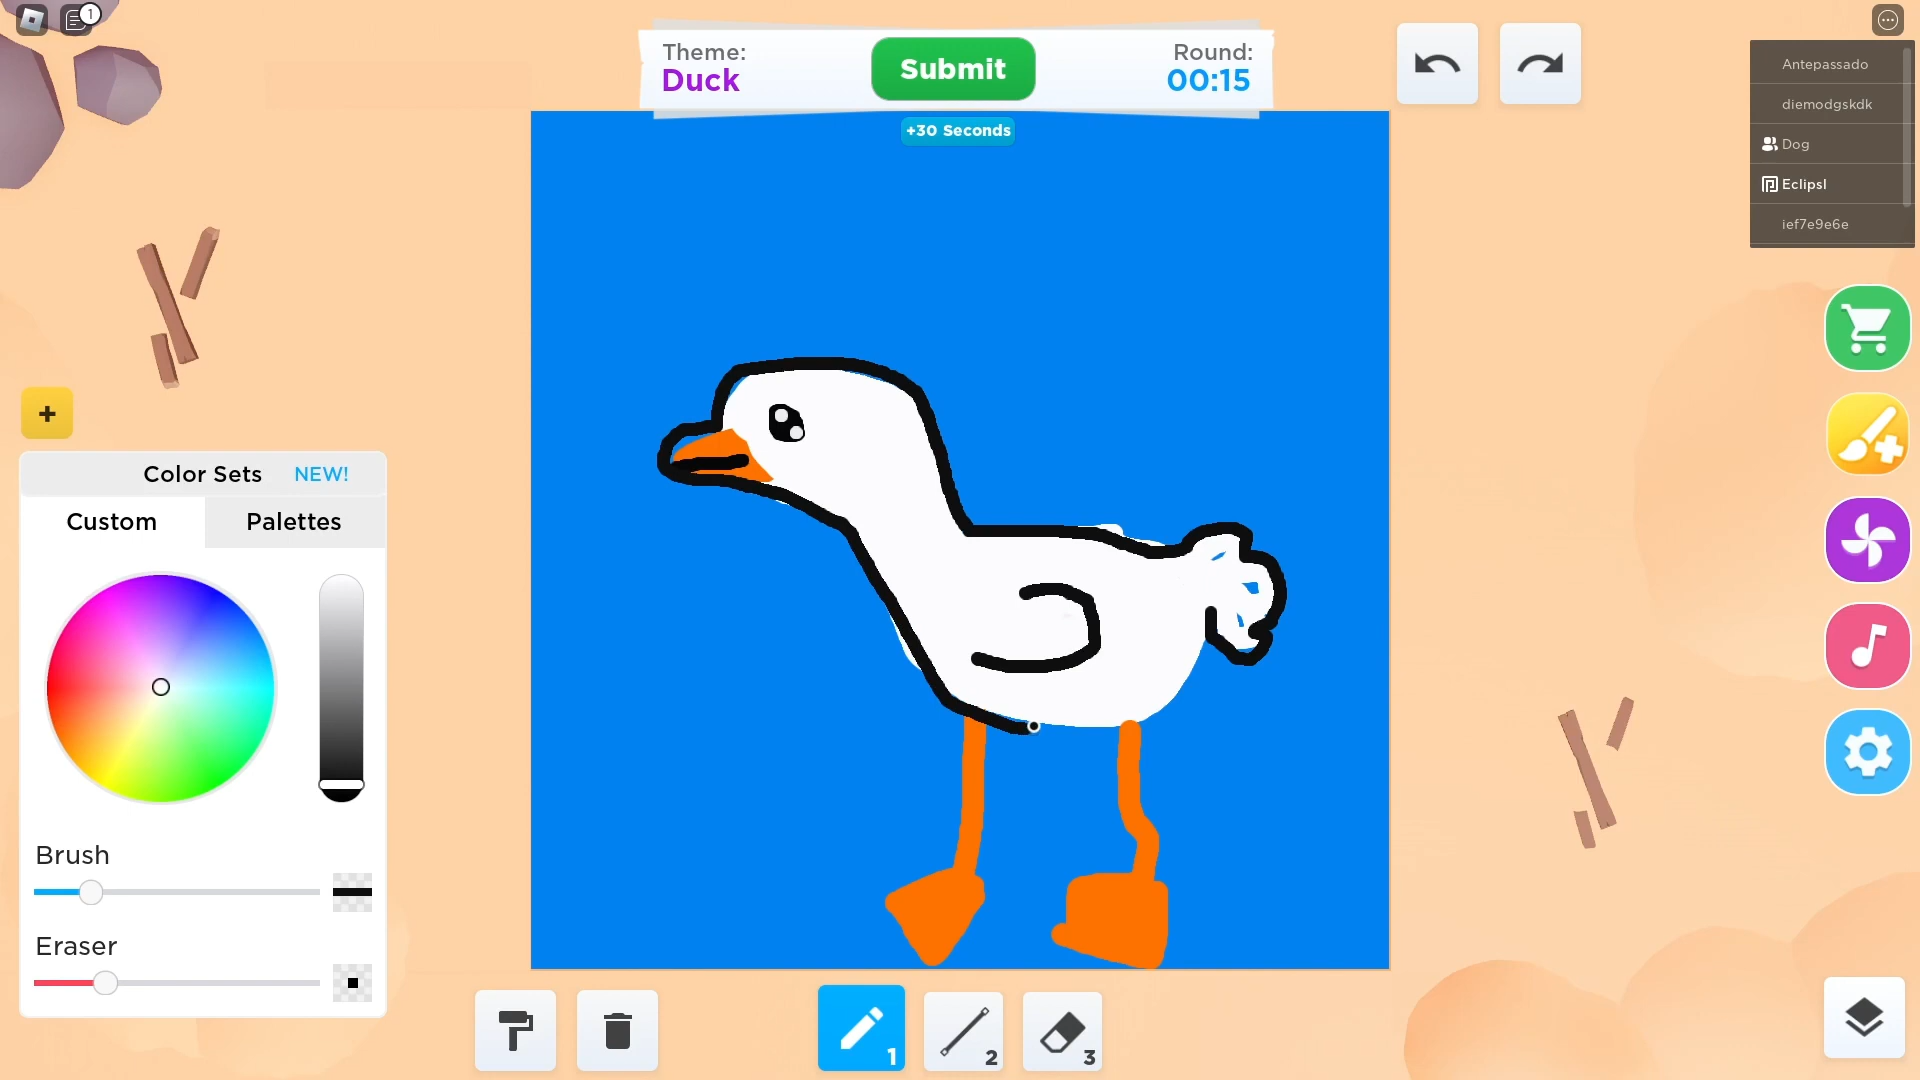 1
Theme:
Duck
Submit
Round:
00:15
+30 Seconds
Antepassado
diemodgskdk
Dog
Eclipsl
ief7e9e6e
+
Color Sets NEW!
Custom
Palettes
Brush
Eraser
1
2
3